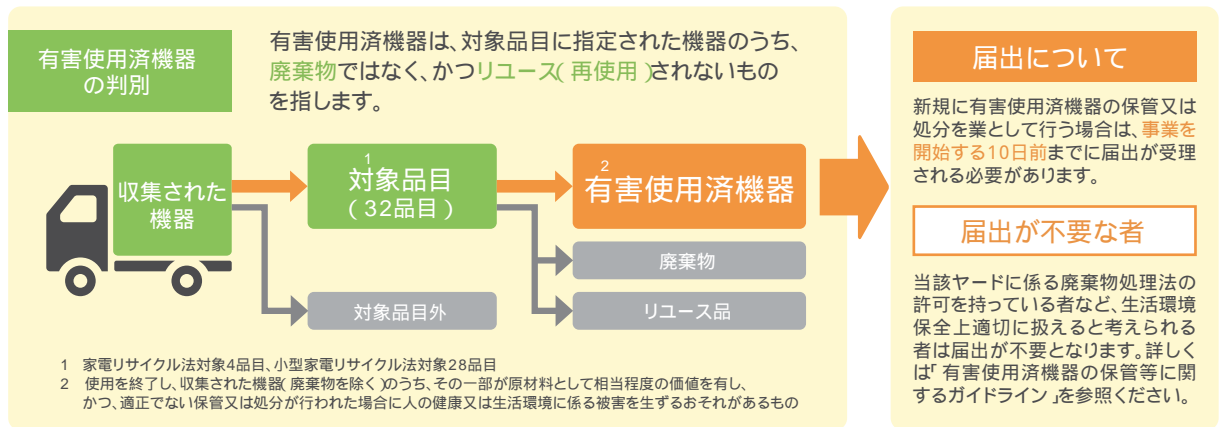 有害使用済機器
の判別
有害使用済機器は、対象品目に指定された機器のうち、
廃棄物ではなく、かつリユース(再使用)されないもの
を指します。
収集された
機器
1
対象品目
(32品目)
2
有害使用済機器
廃棄物
対象品目外
リユース品
1 家電リサイクル法対象4品目、小型家電リサイクル法対象28品目
2 使用を終了し、収集された機器(廃棄物を除く)のうち、その一部が原材料として相当程度の価値を有し、
かつ、適正でない保管又は処分が行われた場合に人の健康又は生活環境に係る被害を生ずるおそれがあるもの
届出について
新規に有害使用済機器の保管又は
処分を業として行う場合は、事業を
開始する10日前までに届出が受理
される必要があります。
届出が不要な者
当該ヤードに係る廃棄物処理法の
許可を持っている者など、生活環境
保全上適切に扱えると考えられる
者は届出が不要となります。詳しく
は「有害使用済機器の保管等に関
するガイドライン」を参照ください。